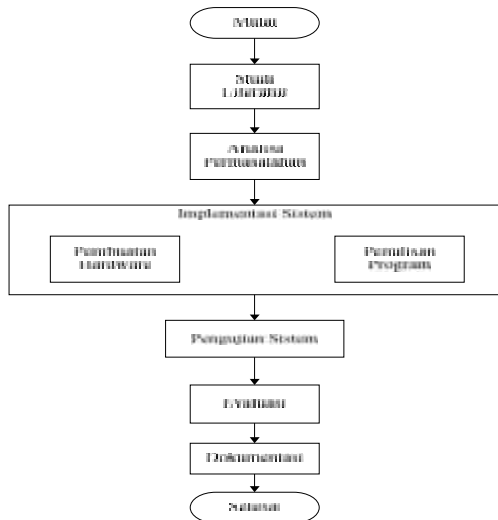 Mulai
Studi
Literatur
Analisa
Permasalahan
Implementasi Sistem
Pembuatan
Hardware
Penulisan
Program
Pengujian Sistem
Evaluasi
Dokumentasi
Selesai